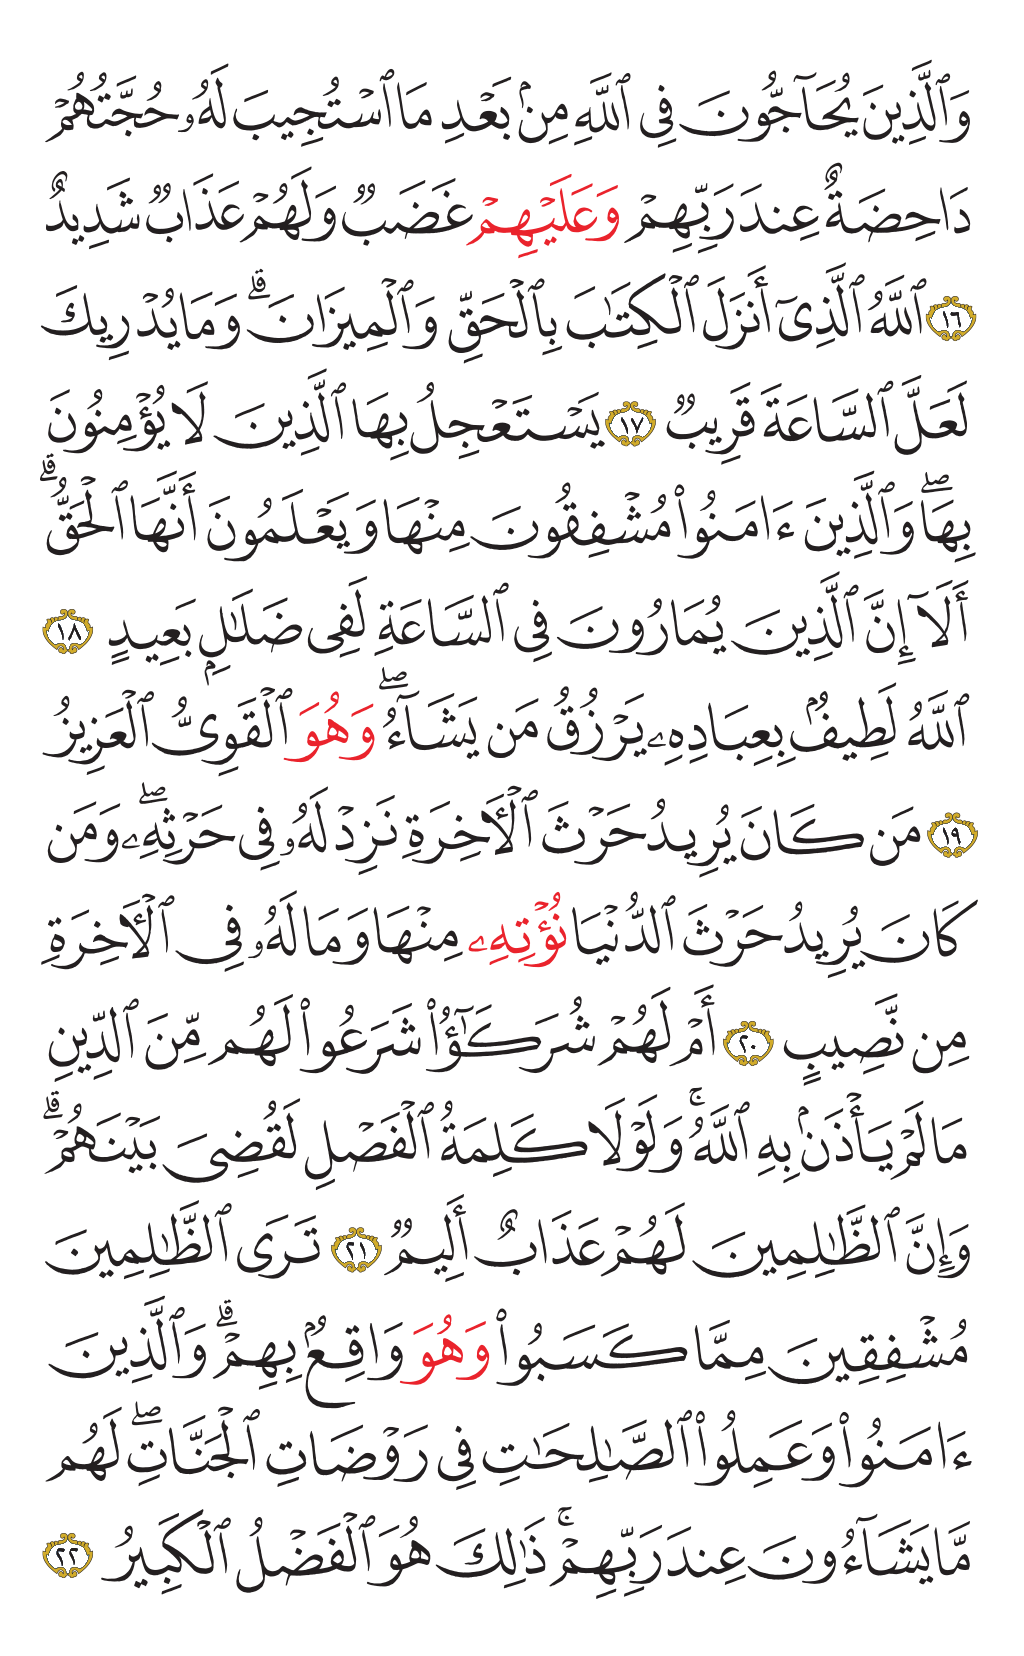 وَٱلَّذِينَ يُحَآجُّونَ فِى ٱللَّهِ مِنۢ بَعْدِ مَا ٱسْتُجِيبَ لَهُۥ حُجَّتُهُمْ
دَاحِضَةٌ عِندَ رَبِّهِمْ وَعَلَيْهِمْ غَضَبٌ وَلَهُمْ عَذَابٌ شَدِيدٌ
١٦ ٱللَّهُ ٱلَّذِىٓ أَنزَلَ ٱلْكِتَـٰبَ بِٱلْحَقِّ وَٱلْمِيزَانَ ۗ وَمَا يُدْرِيكَ
لَعَلَّ ٱلسَّاعَةَ قَرِيبٌ ١٧ يَسْتَعْجِلُ بِهَا ٱلَّذِينَ لَا يُؤْمِنُونَ
بِهَا ۖ وَٱلَّذِينَ ءَامَنُوا۟ مُشْفِقُونَ مِنْهَا وَيَعْلَمُونَ أَنَّهَا ٱلْحَقُّ ۗ
أَلَآ إِنَّ ٱلَّذِينَ يُمَارُونَ فِى ٱلسَّاعَةِ لَفِى ضَلَـٰلٍۭ بَعِيدٍ ١٨
ٱللَّهُ لَطِيفٌۢ بِعِبَادِهِۦ يَرْزُقُ مَن يَشَآءُ ۖ وَهُوَ ٱلْقَوِىُّ ٱلْعَزِيزُ
١٩ مَن كَانَ يُرِيدُ حَرْثَ ٱلْـَٔاخِرَةِ نَزِدْ لَهُۥ فِى حَرْثِهِۦ ۖ وَمَن
كَانَ يُرِيدُ حَرْثَ ٱلدُّنْيَا نُؤْتِهِۦ مِنْهَا وَمَا لَهُۥ فِى ٱلْـَٔاخِرَةِ
مِن نَّصِيبٍ ٢٠ أَمْ لَهُمْ شُرَكَـٰٓؤُا۟ شَرَعُوا۟ لَهُم مِّنَ ٱلدِّينِ
مَا لَمْ يَأْذَنۢ بِهِ ٱللَّهُ ۚ وَلَوْلَا كَلِمَةُ ٱلْفَصْلِ لَقُضِىَ بَيْنَهُمْ ۗ
وَإِنَّ ٱلظَّـٰلِمِينَ لَهُمْ عَذَابٌ أَلِيمٌ ٢١ تَرَى ٱلظَّـٰلِمِينَ
مُشْفِقِينَ مِمَّا كَسَبُوا۟ وَهُوَ وَاقِعٌۢ بِهِمْ ۗ وَٱلَّذِينَ
ءَامَنُوا۟ وَعَمِلُوا۟ ٱلصَّـٰلِحَـٰتِ فِى رَوْضَاتِ ٱلْجَنَّاتِ ۖ لَهُم
مَّا يَشَآءُونَ عِندَ رَبِّهِمْ ۚ ذَٰلِكَ هُوَ ٱلْفَضْلُ ٱلْكَبِيرُ ٢٢